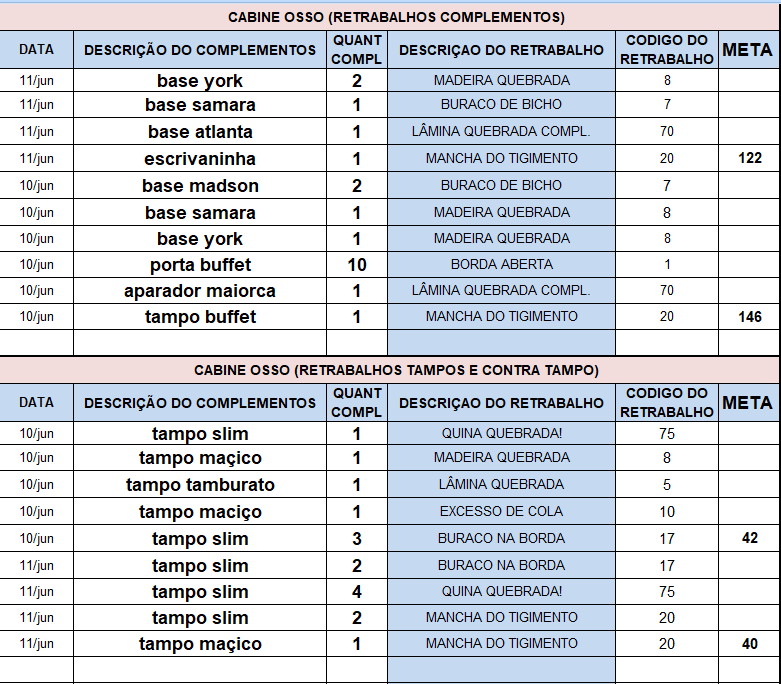 CABINE OSSO (RETRABALHOS COMPLEMENTOS)
DATA DESCRIÇÃO DO COMPLEMENTOS QUANT COMPL DESCRIÇAO DO RETRABALHO CODIGO DO RETRABALHO META
11/jun base york 2 MADEIRA QUEBRADA 8
11/jun base samara 1 BURACO DE BICHO 7
11/jun base atlanta 1 LÂMINA QUEBRADA COMPL. 70
11/jun escrivaninha 1 MANCHA DO TIGIMENTO 20 122
10/jun base madson 2 BURACO DE BICHO 7
10/jun base samara 1 MADEIRA QUEBRADA 8
10/jun base york 1 MADEIRA QUEBRADA 8
10/jun porta buffet 10 BORDA ABERTA 1
10/jun aparador maiorca 1 LÂMINA QUEBRADA COMPL. 70
10/jun tampo buffet 1 MANCHA DO TIGIMENTO 20 146
CABINE OSSO (RETRABALHOS TAMPOS E CONTRA TAMPO)
DATA DESCRIÇÃO DO COMPLEMENTOS QUANT COMPL DESCRIÇAO DO RETRABALHO CODIGO DO RETRABALHO META
10/jun tampo slim 1 QUINA QUEBRADA! 75
10/jun tampo maçico 1 MADEIRA QUEBRADA 8
10/jun tampo tamburato 1 LÂMINA QUEBRADA 5
10/jun tampo maciço 1 EXCESSO DE COLA 10
10/jun tampo slim 3 BURACO NA BORDA 17 42
11/jun tampo slim 2 BURACO NA BORDA 17
11/jun tampo slim 4 QUINA QUEBRADA! 75
11/jun tampo slim 2 MANCHA DO TIGIMENTO 20
11/jun tampo maçico 1 MANCHA DO TIGIMENTO 20 40